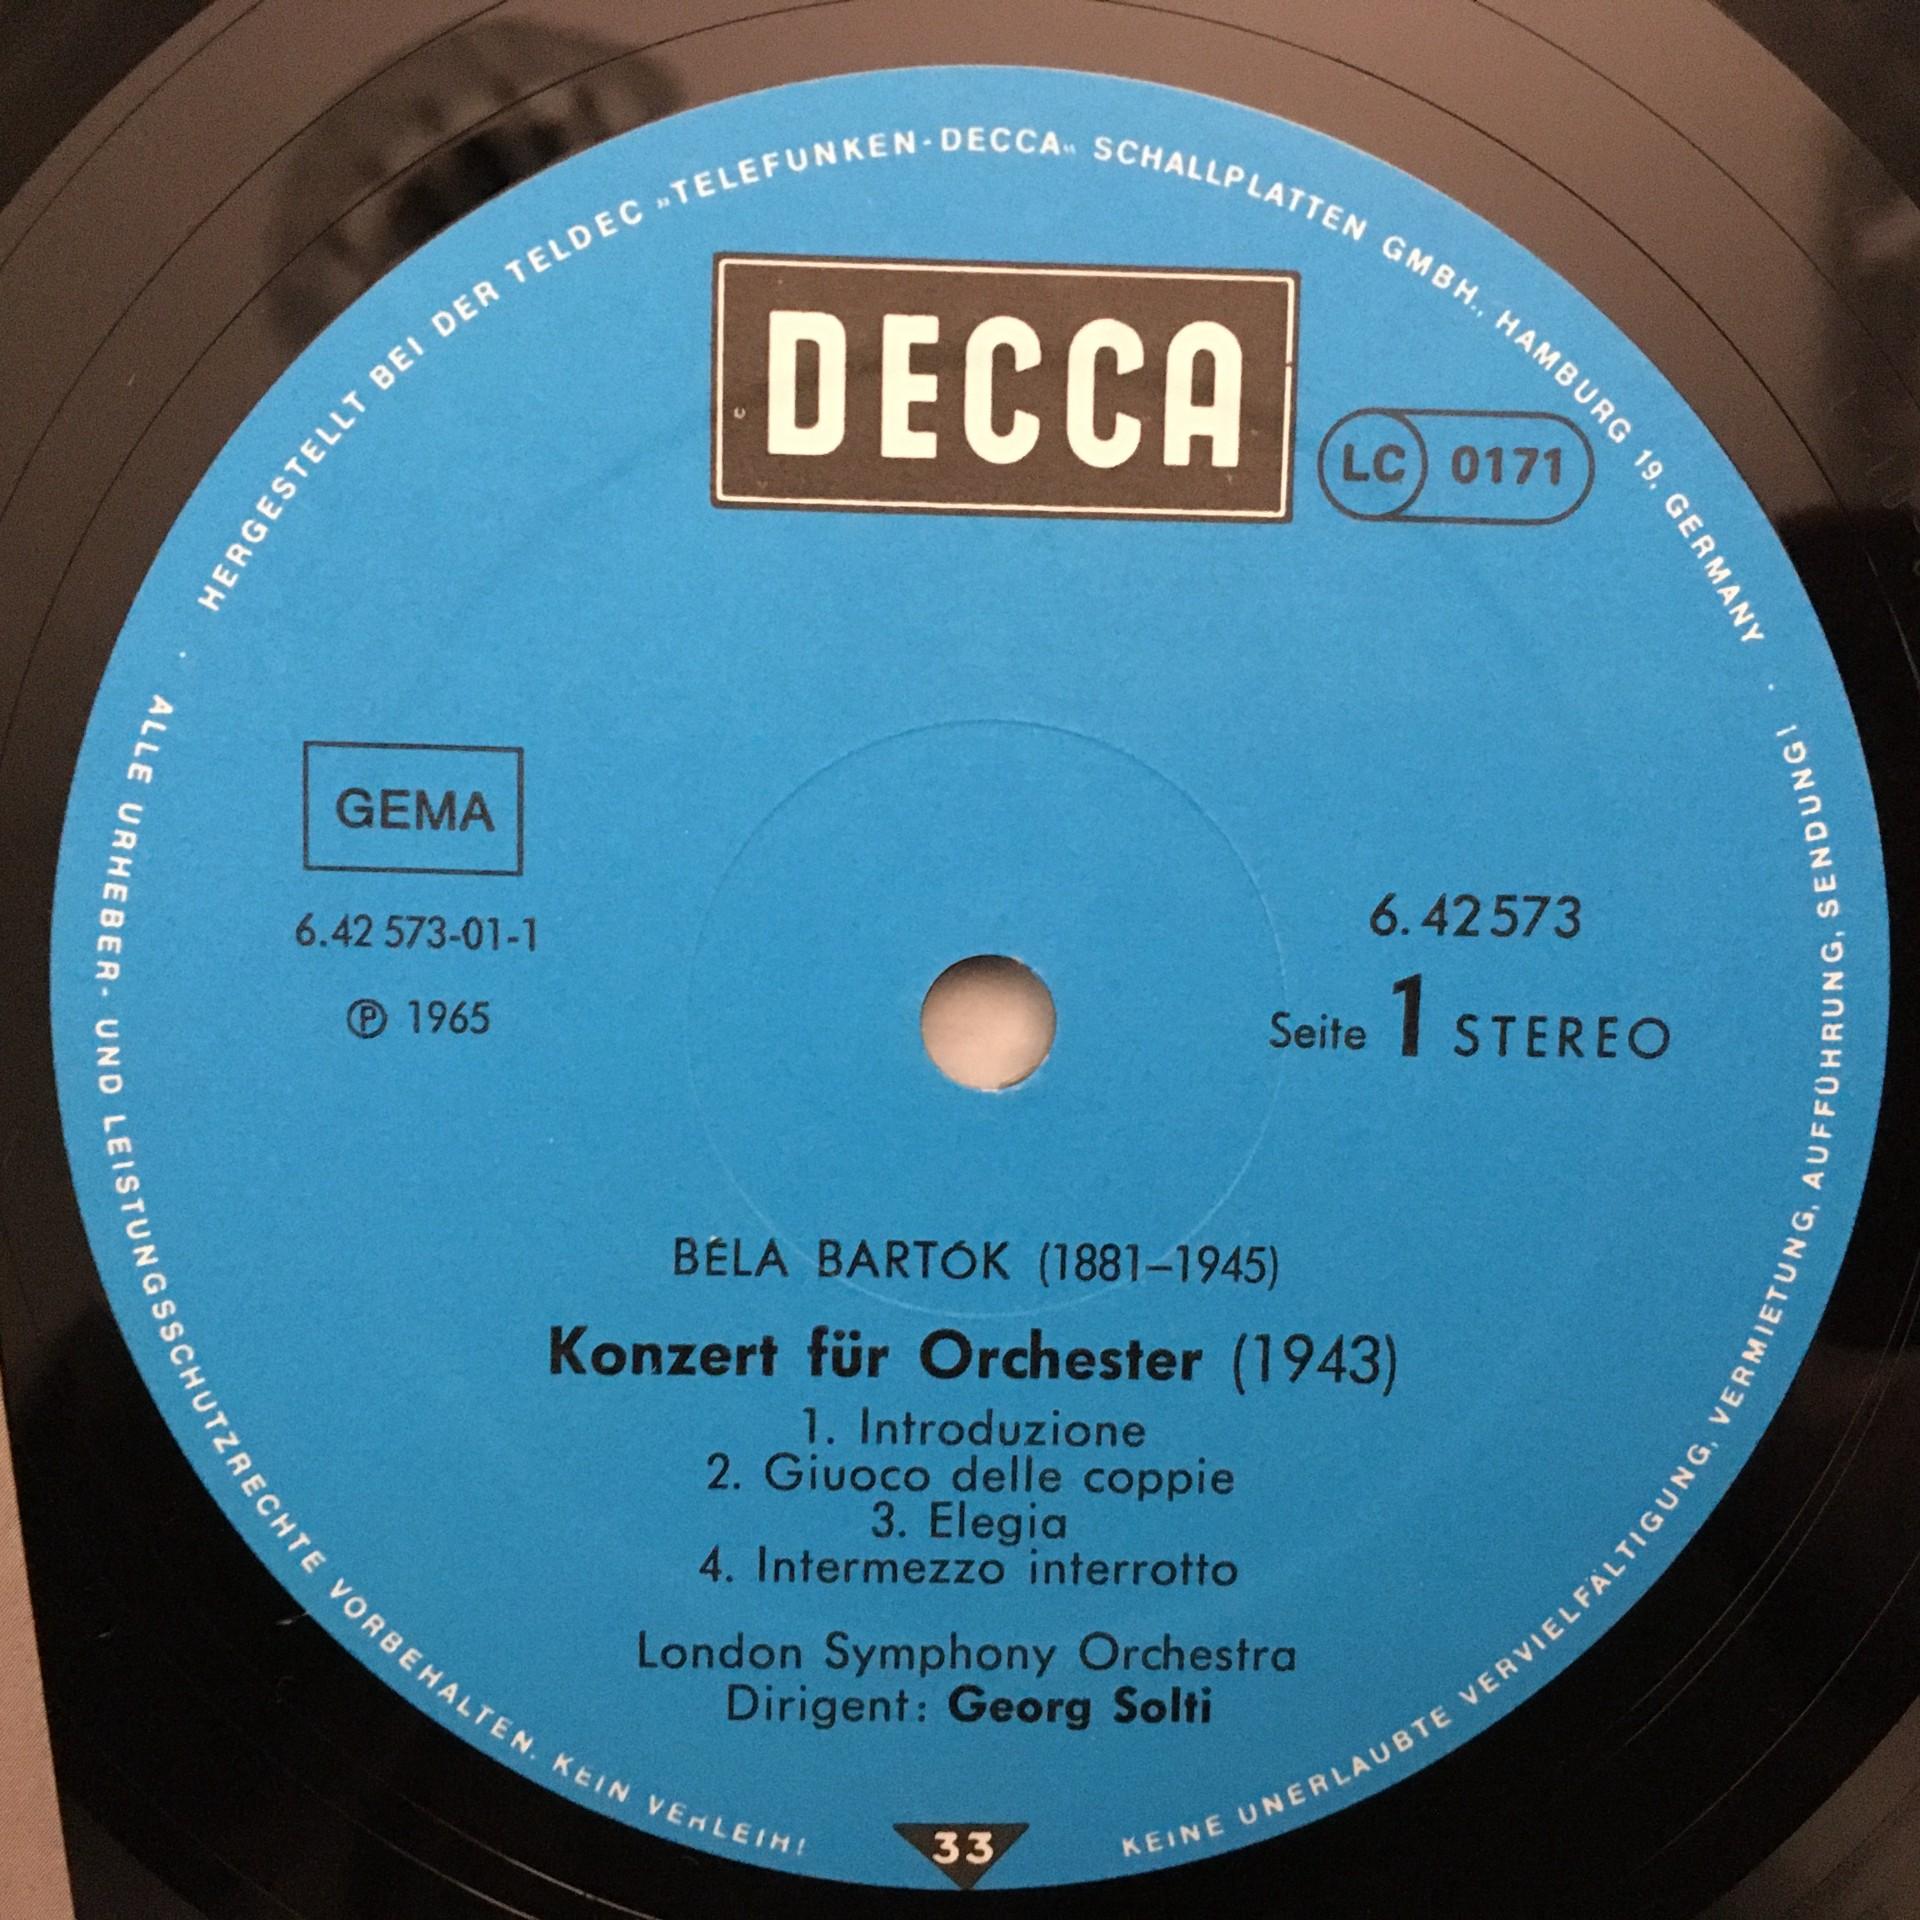 HERGESTELLT BEI DER TELDEC »TELEFUNKEN-DECCA« SCHALLPLATTEN GMBH., HAMBURG 19, GERMANY
DECCA
LC 0171
GEMA
6.42 573-01-1
℗ 1965
6.42573
Seite 1 STEREO
BÉLA BARTÓK (1881–1945)
Konzert für Orchester (1943)
1. Introduzione
2. Giuoco delle coppie
3. Elegia
4. Intermezzo interrotto
London Symphony Orchestra
Dirigent: Georg Solti
33
ALLE URHEBER- UND LEISTUNGSSCHUTZRECHTE VORBEHALTEN. KEIN VERLEIH!
KEINE UNERLAUBTE VERVIELFÄLTIGUNG, VERMIETUNG, AUFFÜHRUNG, SENDUNG!